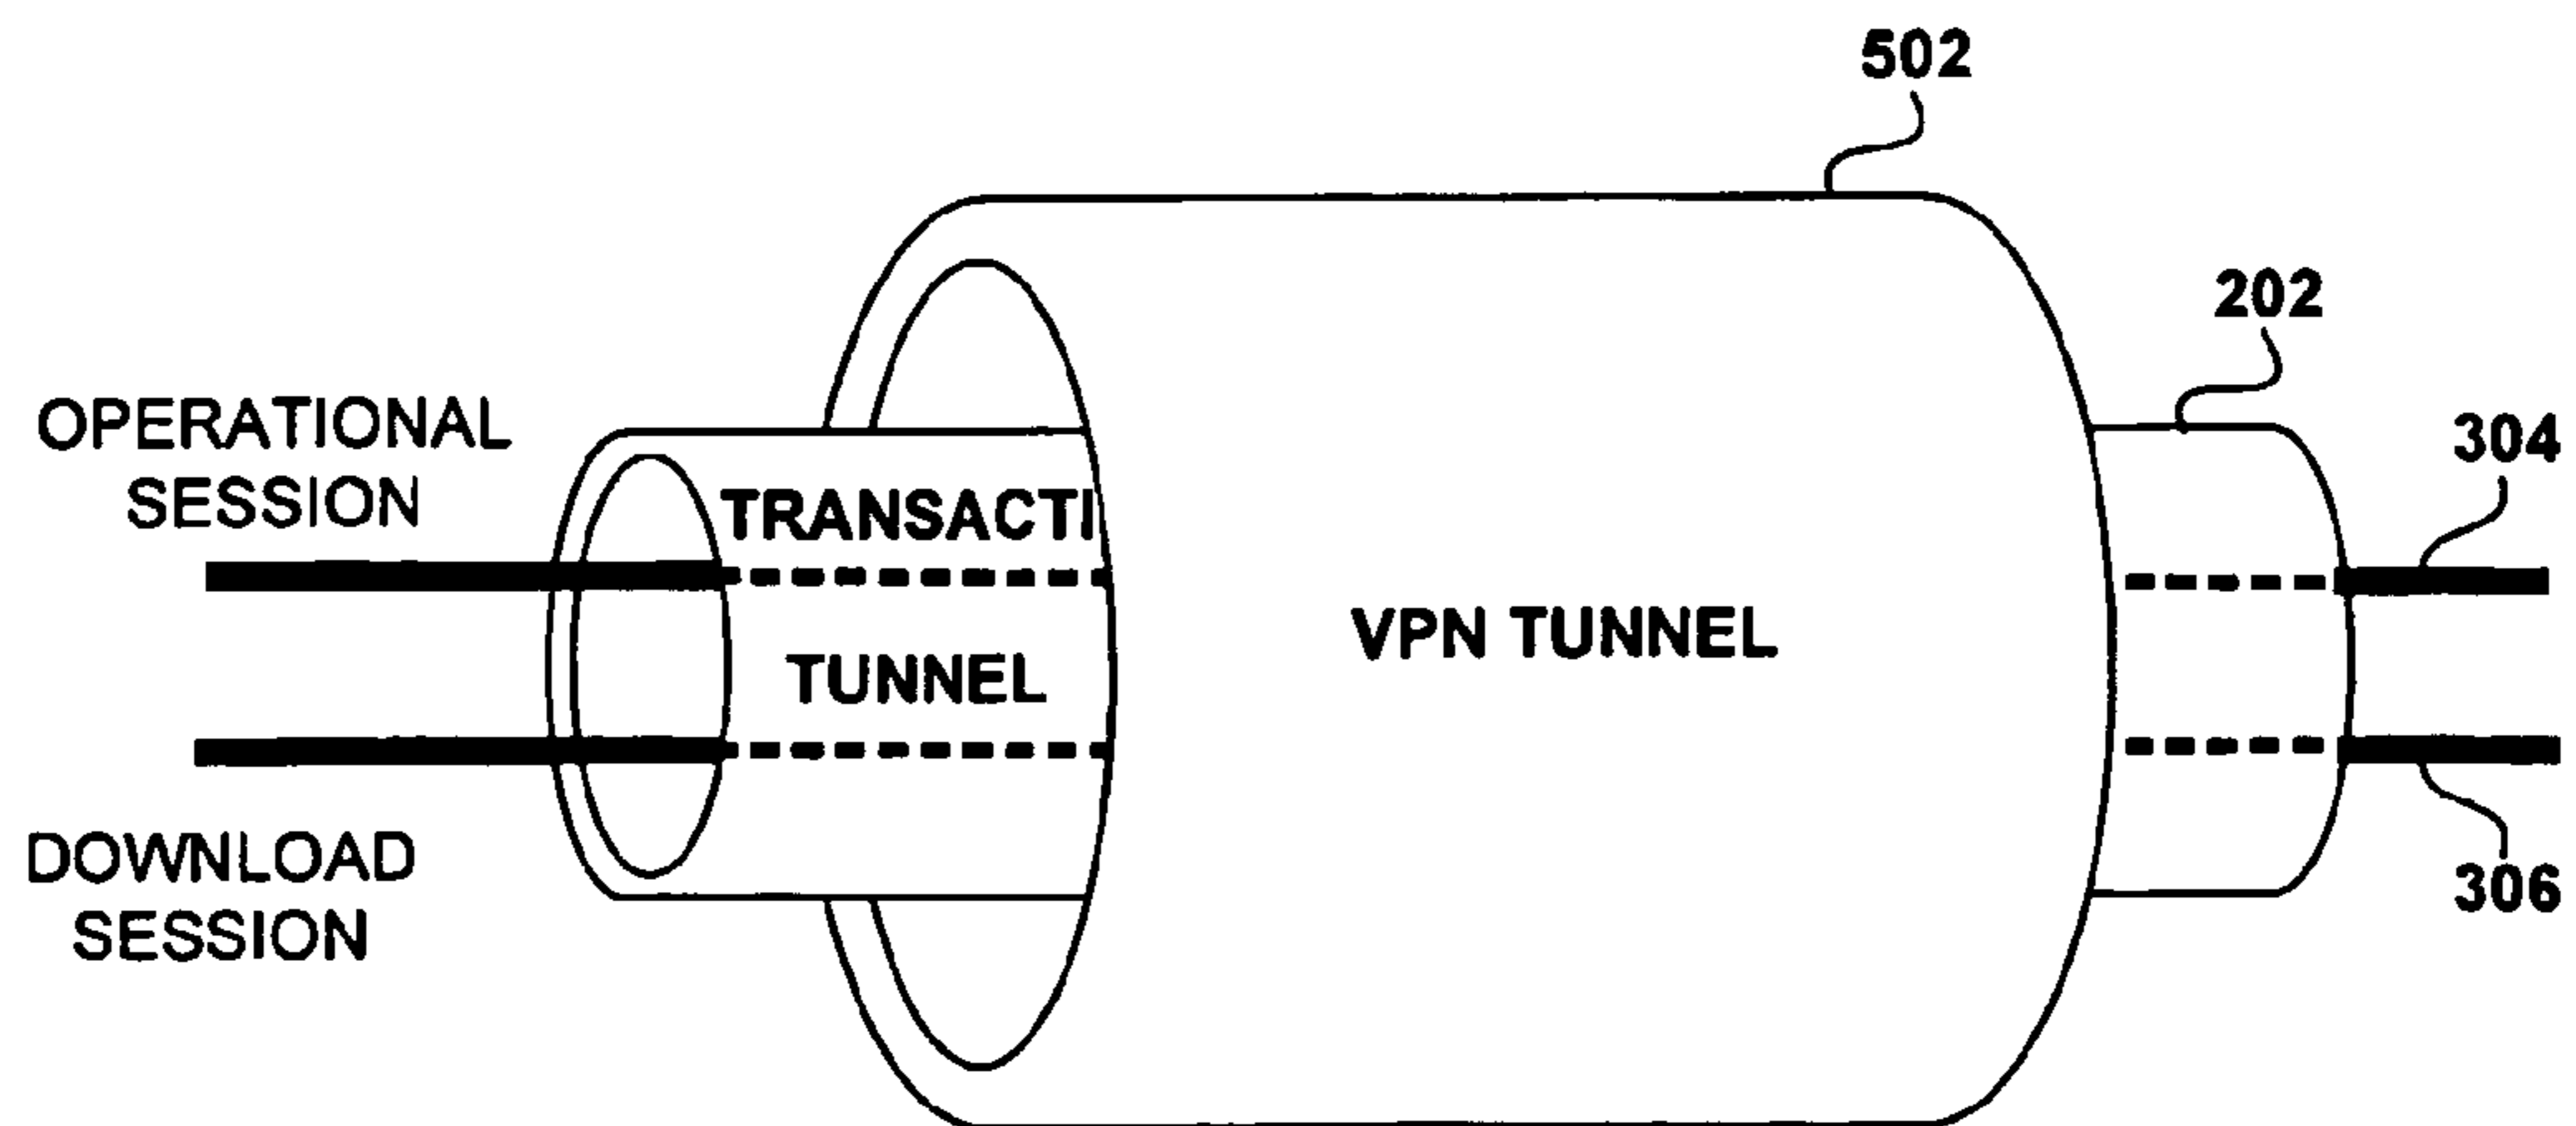 502
202
OPERATIONAL
SESSION
304
TRANSACTI
VPN TUNNEL
TUNNEL
DOWNLOAD
SESSION
306